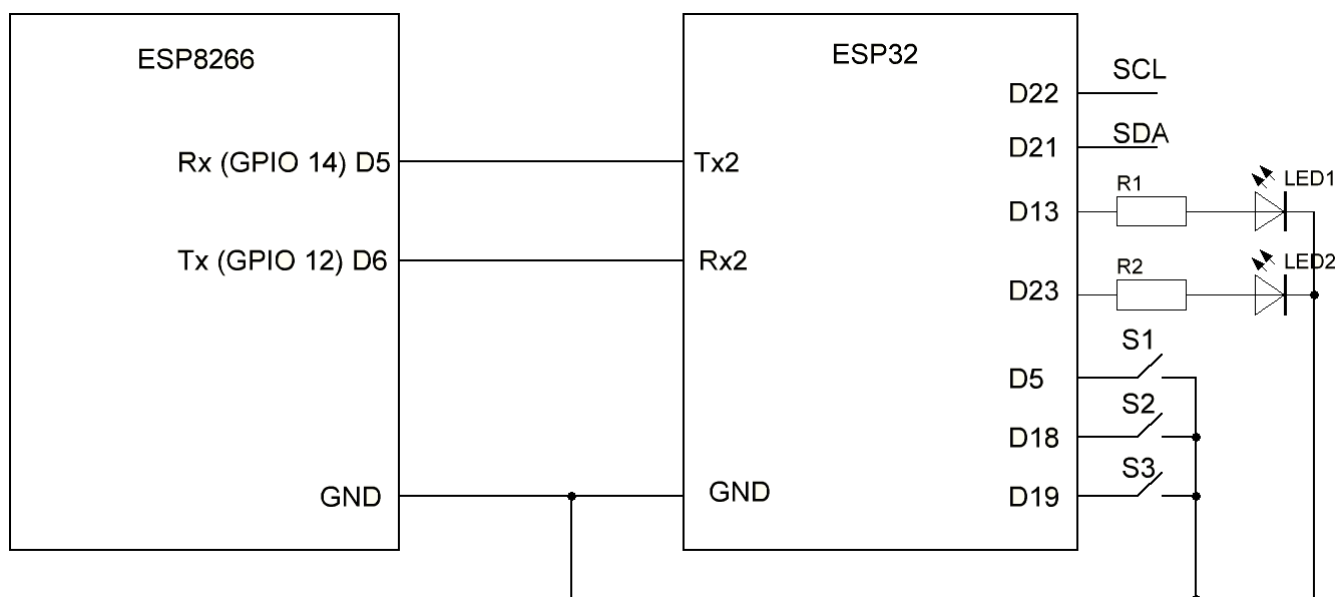 ESP8266
ESP32
SCL
D22
SDA
D21
Rx (GPIO 14) D5
Tx2
R1
LED1
D13
Tx (GPIO 12) D6
Rx2
R2
LED2
D23
S1
D5
S2
D18
S3
D19
GND
GND